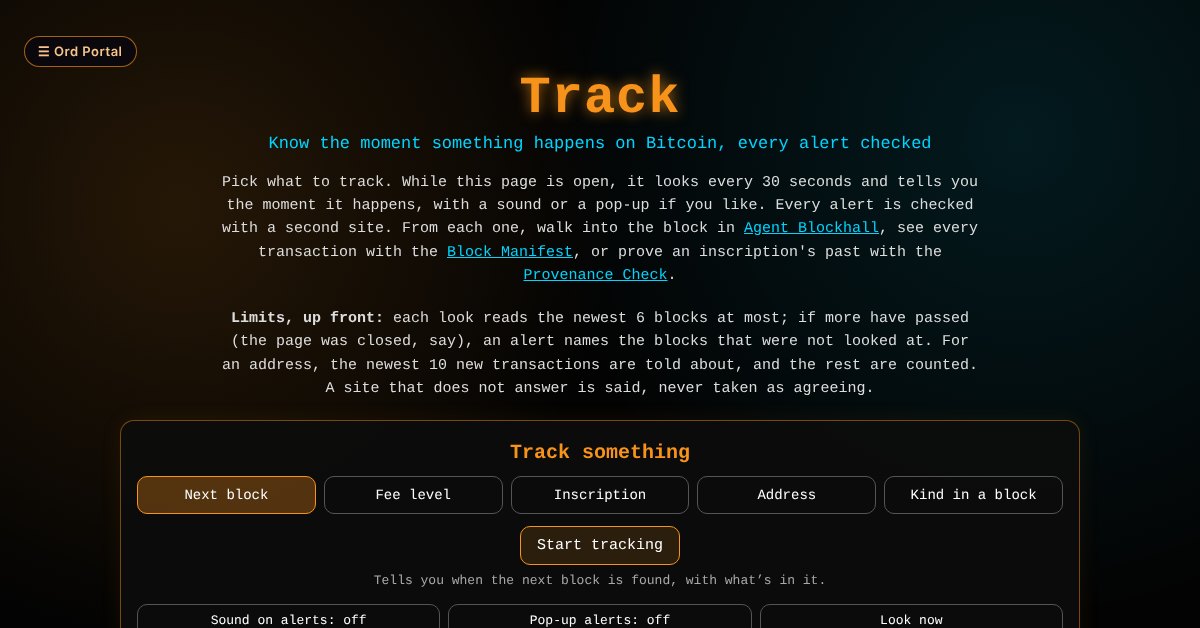 ☰ Ord Portal
Track
Know the moment something happens on Bitcoin, every alert checked
Pick what to track. While this page is open, it looks every 30 seconds and tells you
the moment it happens, with a sound or a pop-up if you like. Every alert is checked
with a second site. From each one, walk into the block in Agent Blockhall, see every
transaction with the Block Manifest, or prove an inscription's past with the
Provenance Check.
Limits, up front: each look reads the newest 6 blocks at most; if more have passed
(the page was closed, say), an alert names the blocks that were not looked at. For
an address, the newest 10 new transactions are told about, and the rest are counted.
A site that does not answer is said, never taken as agreeing.
Track something
Next block
Fee level
Inscription
Address
Kind in a block
Start tracking
Tells you when the next block is found, with what’s in it.
Sound on alerts: off
Pop-up alerts: off
Look now